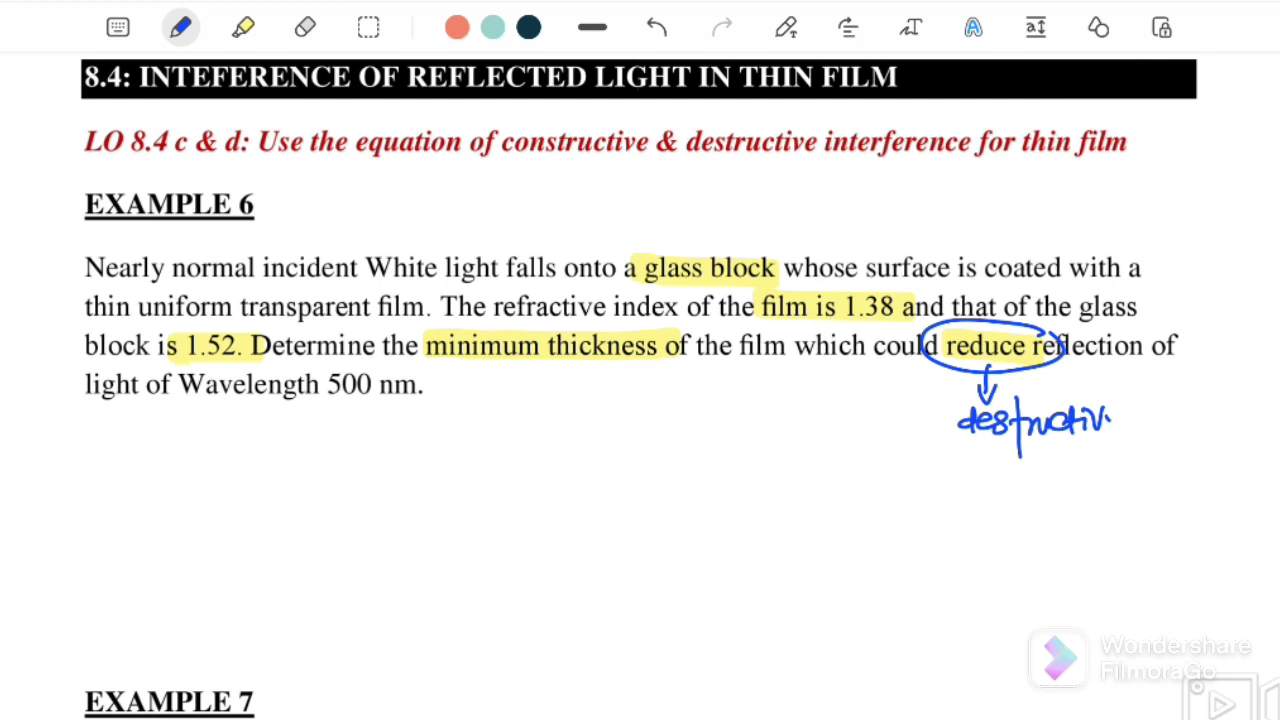 8.4: INTEFERENCE OF REFLECTED LIGHT IN THIN FILM
LO 8.4 c & d: Use the equation of constructive & destructive interference for thin film
EXAMPLE 6
Nearly normal incident White light falls onto a glass block whose surface is coated with a
thin uniform transparent film. The refractive index of the film is 1.38 and that of the glass
block is 1.52. Determine the minimum thickness of the film which could reduce reflection of
light of Wavelength 500 nm.
destructiv
Wondershare
FilmoraGo
EXAMPLE 7